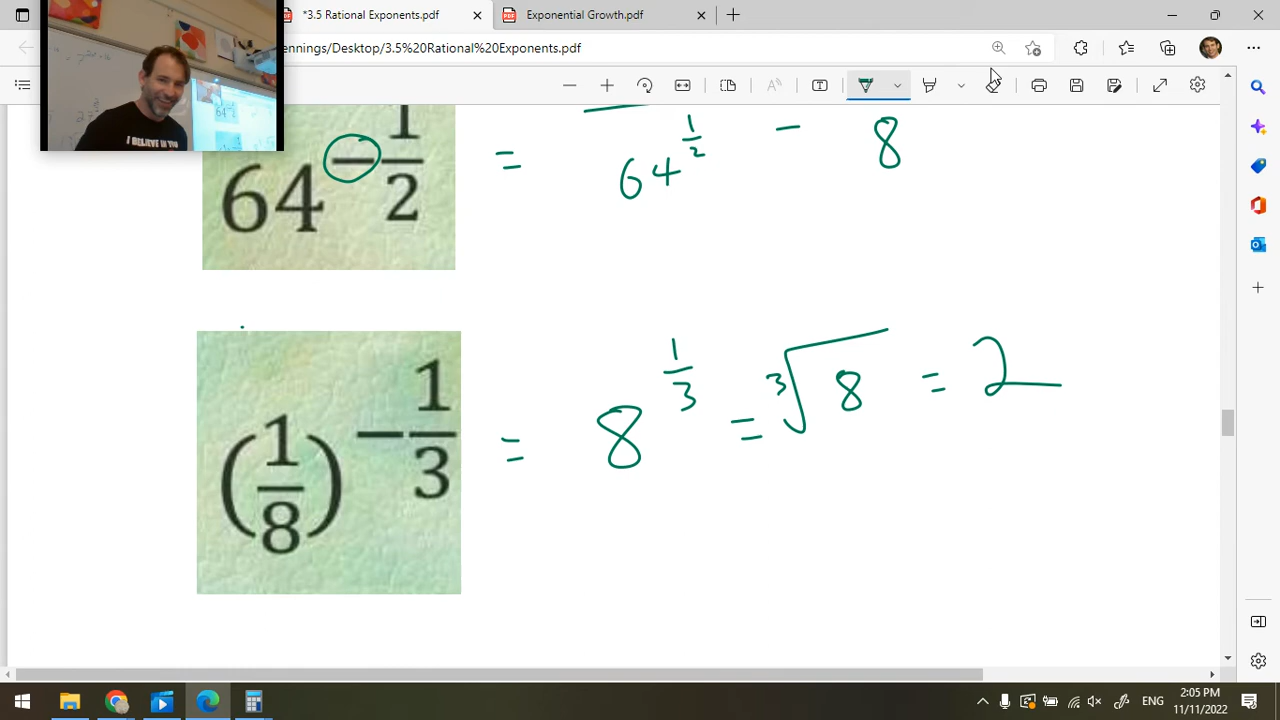 *3.5 Rational Exponents.pdf
Exponential Growth.pdf
ennings/Desktop/3.5%20Rational%20Exponents.pdf
I BELIEVE IN YOU
64^{-1/2} = 64^{1/2} - 8
(1/8)^{-1/3} = 8^{1/3} = ∛8 = 2
ENG
2:05 PM
11/11/2022